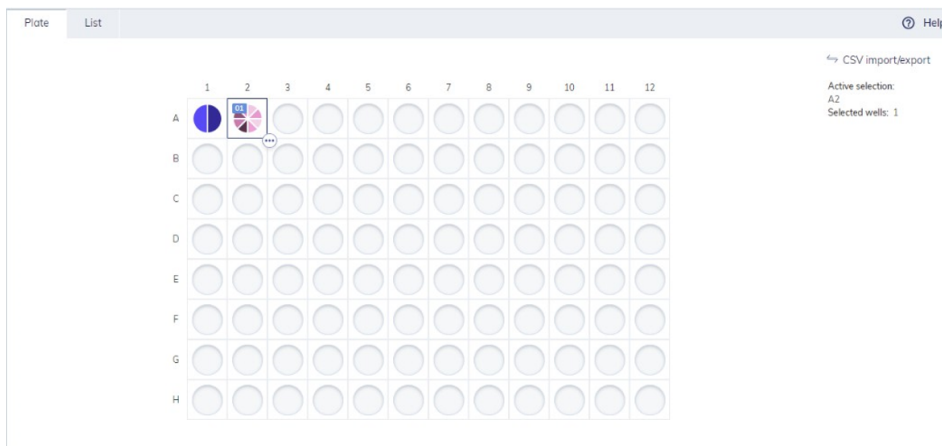 Plate List Help
CSV import/export
Active selection:
A2
Selected wells: 1
1 2 3 4 5 6 7 8 9 10 11 12
A 01
B
C
D
E
F
G
H